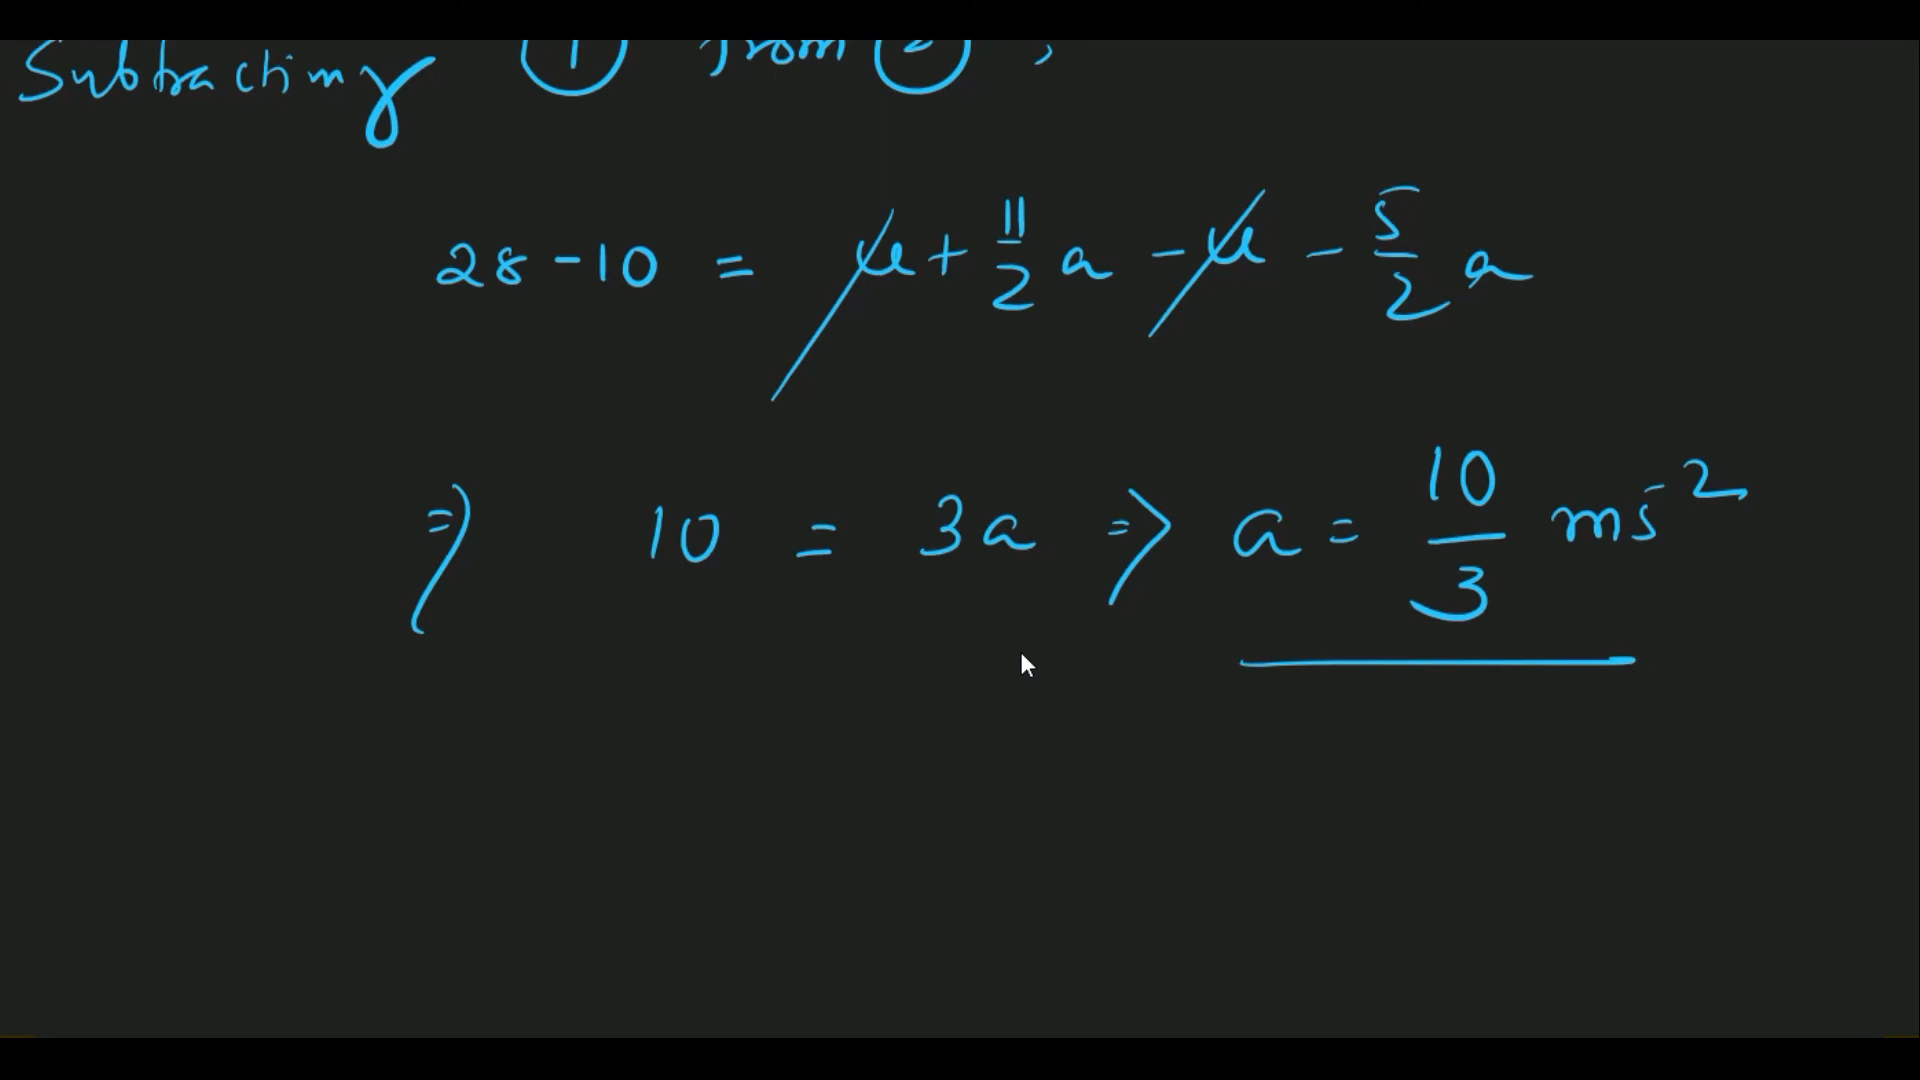 Subtracting ① from ②,
28 - 10 = u + 11/2 a - u - 5/2 a
⇒ 10 = 3a ⇒ a = 10/3 ms⁻²